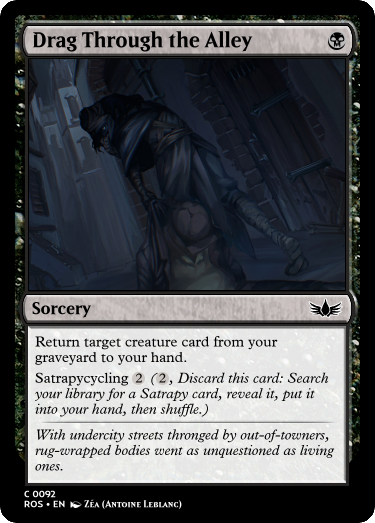 Drag Through the Alley
Sorcery
Return target creature card from your
graveyard to your hand.
Satrapycycling 2 (2, Discard this card: Search
your library for a Satrapy card, reveal it, put it
into your hand, then shuffle.)
With undercity streets thronged by out-of-towners,
rug-wrapped bodies went as unquestioned as living
ones.
C 0092
ROS • EN Zéa (Antoine Leblanc)